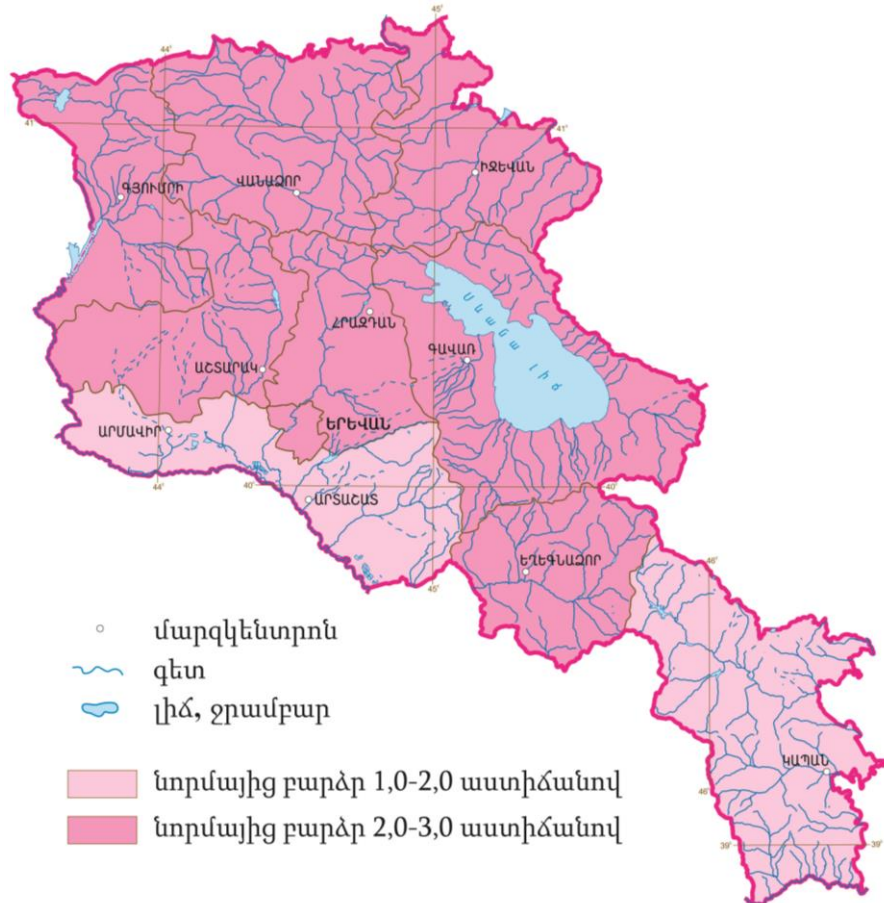 45°
44°
41
41°
ԻՋԵՎԱՆ
ԳՅՈՒՄՐԻ
ՎԱՆԱՁՈՐ
Սևանա լիճ
ՀՐԱԶԴԱՆ
ԳԱՎԱՌ
ԱՇՏԱՐԱԿ
ԵՐԵՎԱՆ
ԱՐՄԱՎԻՐ
44°
40°
40°
ԱՐՏԱՇԱՏ
46°
ԵՂԵԳՆԱՁՈՐ
45°
մարզկենտրոն
գետ
լիճ, ջրամբար
ԿԱՊԱՆ
նորմայից բարձր 1,0-2,0 աստիճանով
46°
նորմայից բարձր 2,0-3,0 աստիճանով
39°
39°